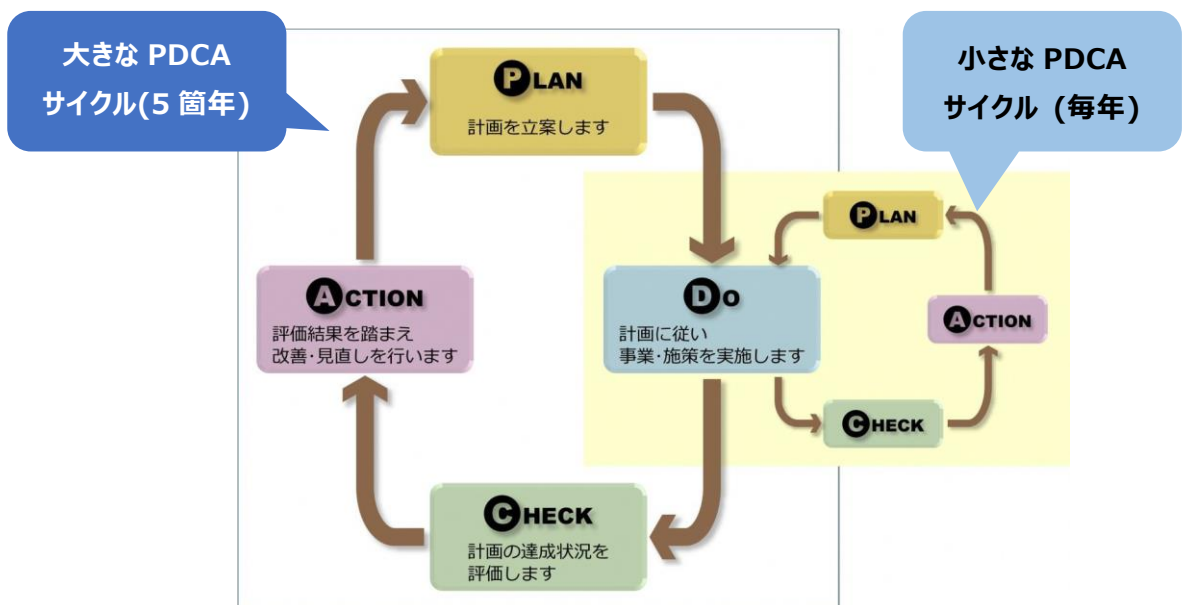 大きな PDCA
サイクル(5 箇年)
小さな PDCA
サイクル (毎年)
PLAN
計画を立案します
PLAN
ACTION
評価結果を踏まえ
改善・見直しを行います
DO
計画に従い
事業・施策を実施します
ACTION
CHECK
CHECK
計画の達成状況を
評価します